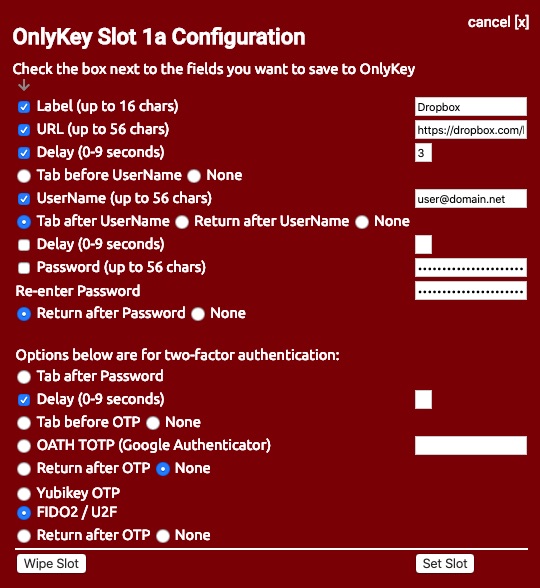 cancel [x]
OnlyKey Slot 1a Configuration
Check the box next to the fields you want to save to OnlyKey
Label (up to 16 chars) Dropbox
URL (up to 56 chars) https://dropbox.com/l
Delay (0-9 seconds) 3
Tab before UserName None
UserName (up to 56 chars) user@domain.net
Tab after UserName Return after UserName None
Delay (0-9 seconds)
Password (up to 56 chars) ••••••••••••••••••••••
Re-enter Password ••••••••••••••••••••••
Return after Password None
Options below are for two-factor authentication:
Tab after Password
Delay (0-9 seconds)
Tab before OTP None
OATH TOTP (Google Authenticator)
Return after OTP None
Yubikey OTP
FIDO2 / U2F
Return after OTP None
Wipe Slot Set Slot